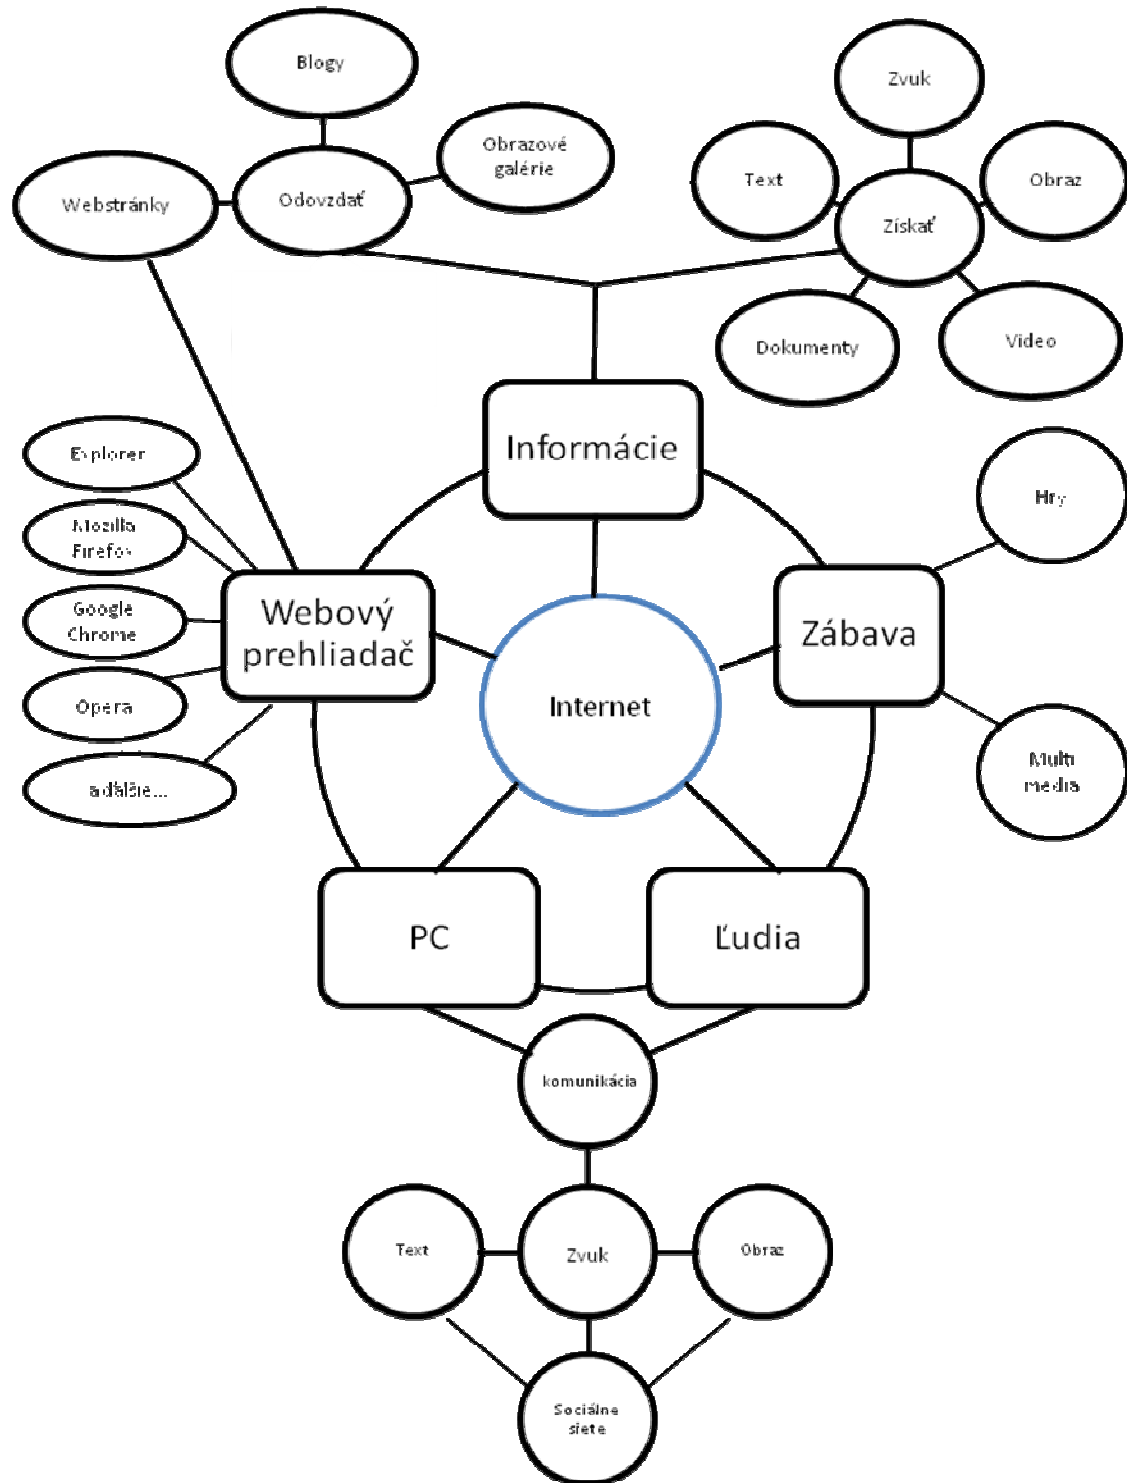 Blogy
Zvuk
Obrazové
galérie
Text
Obraz
Webstránky
Odovzdať
Získať
Dokumenty
Video
Informácie
Explorer
Hry
Mozilla
Firefox
Google
Chrome
Webový
prehliadač
Zábava
Opera
Internet
Multi
media
a ďalšie...
PC
Ľudia
komunikácia
Text
Zvuk
Obraz
Sociálne
siete